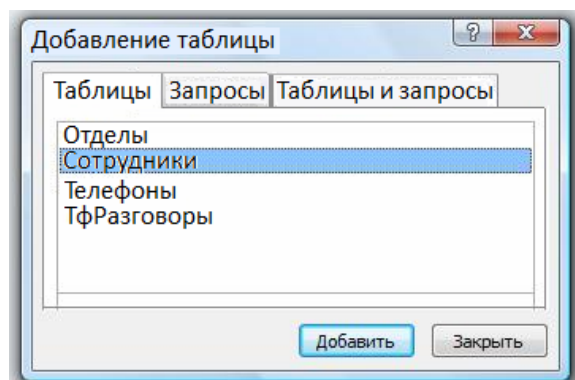 Добавление таблицы ?
Таблицы Запросы Таблицы и запросы
Отделы
Сотрудники
Телефоны
ТфРазговоры
Добавить Закрыть